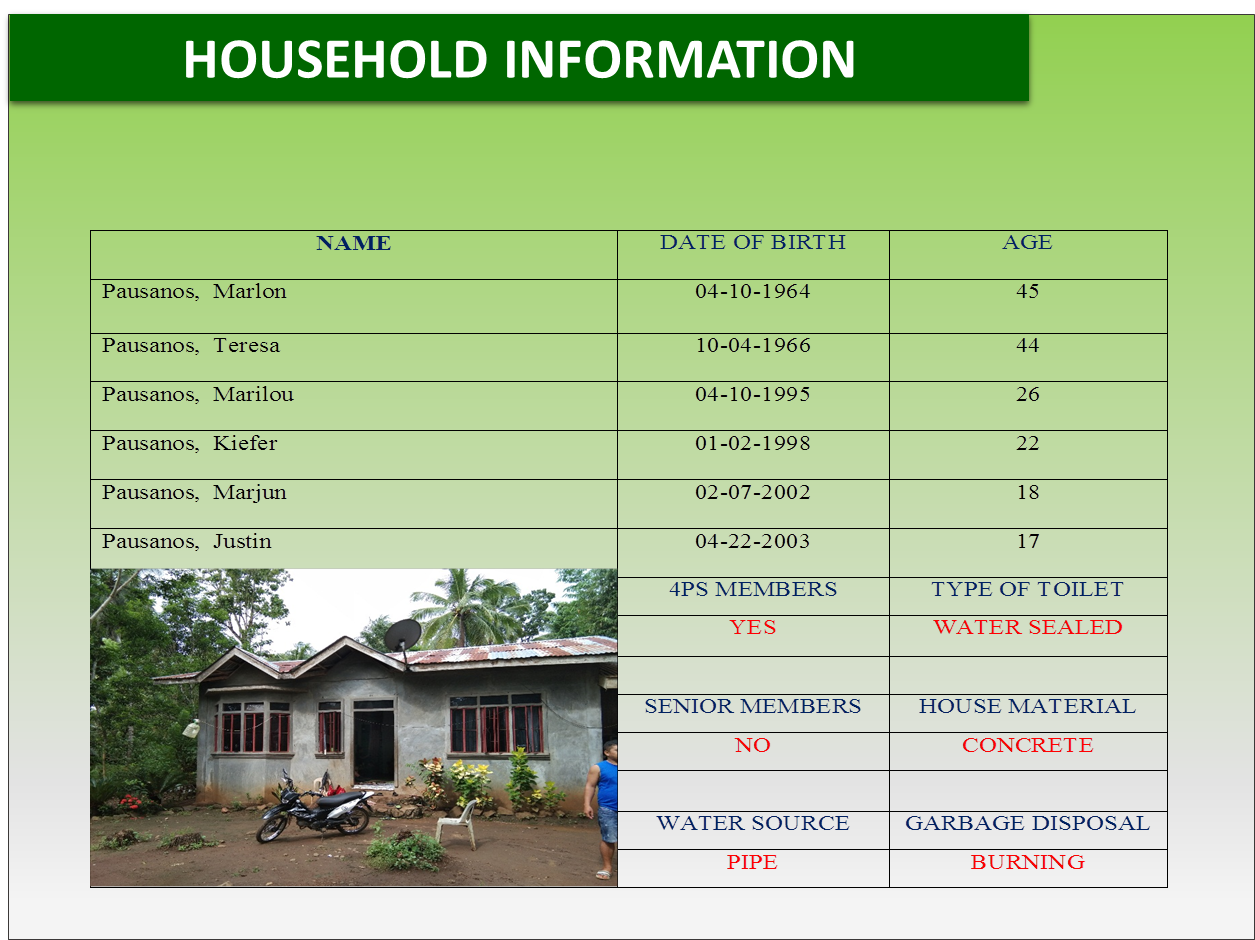 HOUSEHOLD INFORMATION
NAME DATE OF BIRTH AGE
Pausanos, Marlon 04-10-1964 45
Pausanos, Teresa 10-04-1966 44
Pausanos, Marilou 04-10-1995 26
Pausanos, Kiefer 01-02-1998 22
Pausanos, Marjun 02-07-2002 18
Pausanos, Justin 04-22-2003 17
4PS MEMBERS TYPE OF TOILET
YES WATER SEALED
SENIOR MEMBERS HOUSE MATERIAL
NO CONCRETE
WATER SOURCE GARBAGE DISPOSAL
PIPE BURNING